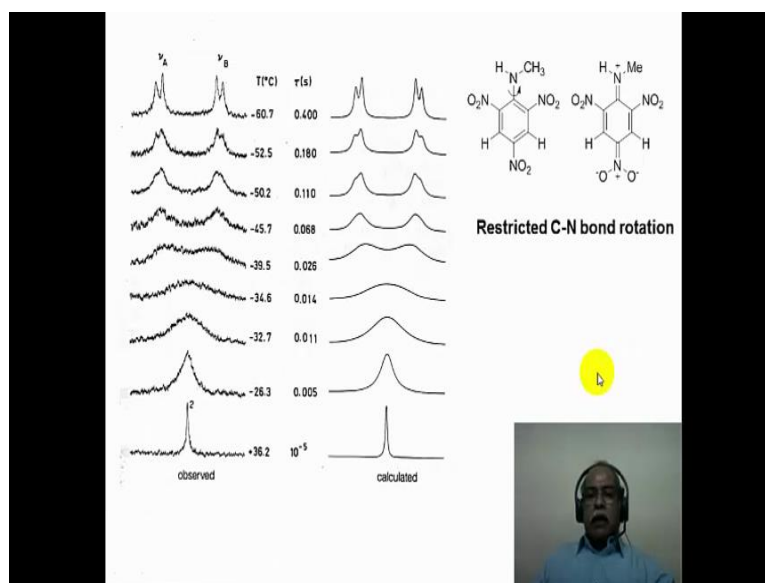 ν_A ν_B
T(°C) τ(s)
-60.7 0.400
-52.5 0.180
-50.2 0.110
-45.7 0.068
-39.5 0.026
-34.6 0.014
-32.7 0.011
-26.3 0.005
2
+36.2 10⁻⁵
observed calculated
H N CH₃
O₂N NO₂
H H
NO₂
H + Me
N
O₂N NO₂
H H
N
⁻O + O⁻
Restricted C-N bond rotation